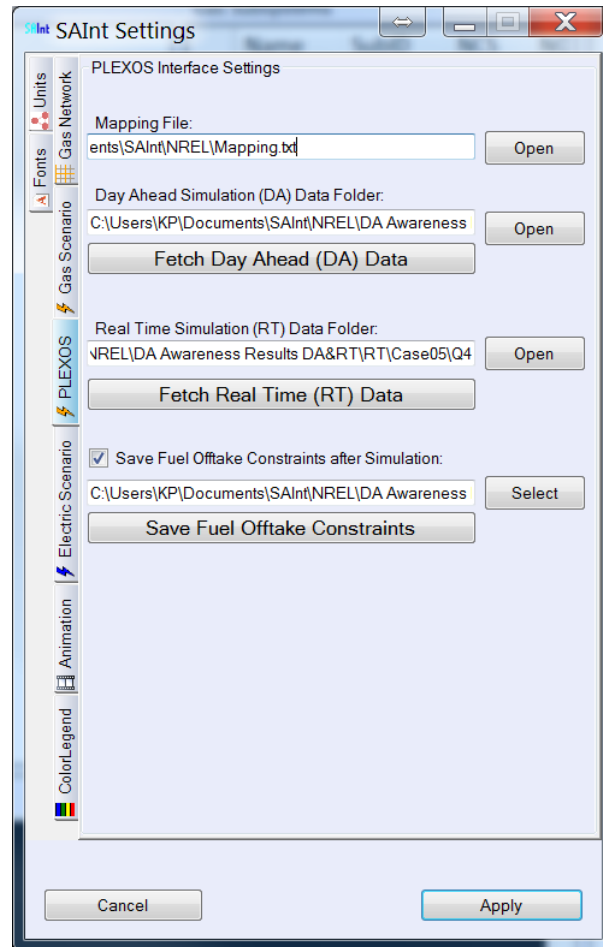 SAInt SAInt Settings
PLEXOS Interface Settings
Units
Fonts
Gas Network
Gas Scenario
PLEXOS
Electric Scenario
Animation
ColorLegend
Mapping File:
ents\SAInt\NREL\Mapping.txt
Open
Day Ahead Simulation (DA) Data Folder:
C:\Users\KP\Documents\SAInt\NREL\DA Awareness
Open
Fetch Day Ahead (DA) Data
Real Time Simulation (RT) Data Folder:
NREL\DA Awareness Results DA&RT\RT\Case05\Q4
Open
Fetch Real Time (RT) Data
Save Fuel Offtake Constraints after Simulation:
C:\Users\KP\Documents\SAInt\NREL\DA Awareness
Select
Save Fuel Offtake Constraints
Cancel
Apply